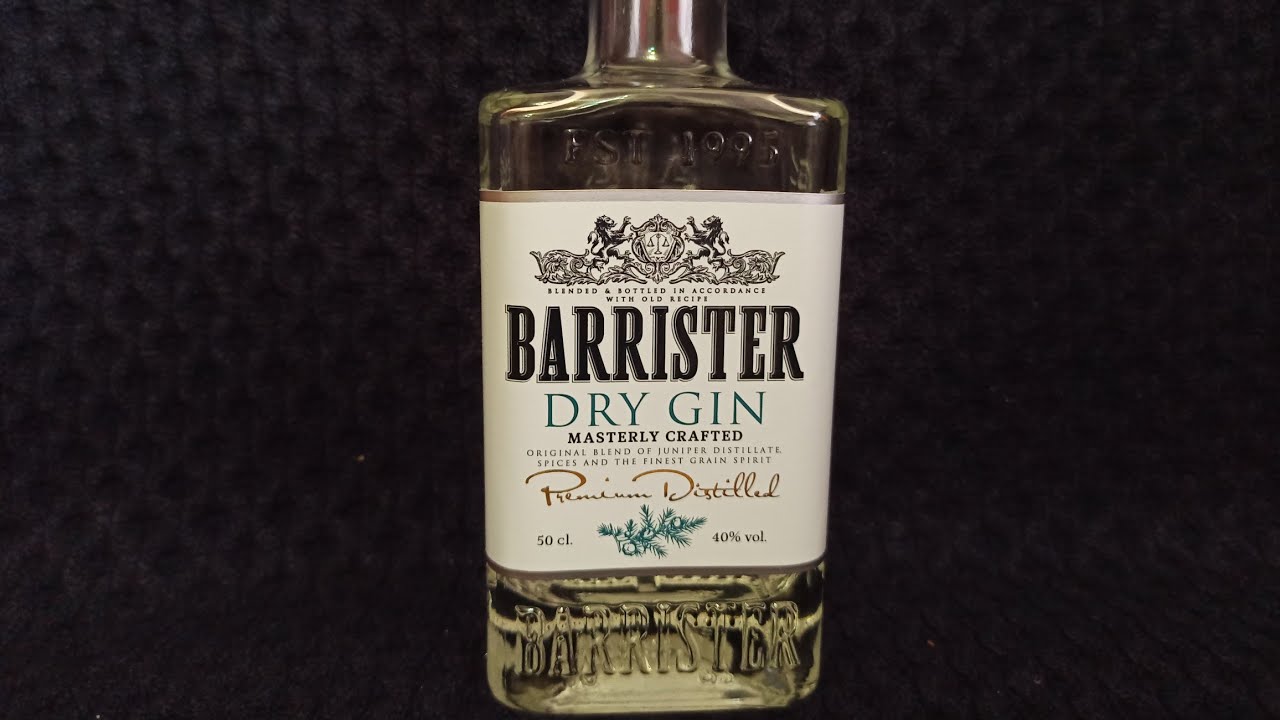 EST 1995
BLENDED & BOTTLED IN ACCORDANCE
WITH OLD RECIPE
BARRISTER
DRY GIN
MASTERLY CRAFTED
ORIGINAL BLEND OF JUNIPER DISTILLATE,
SPICES AND THE FINEST GRAIN SPIRIT
Premium Distilled
50 cl. 40% vol.
BARRISTER